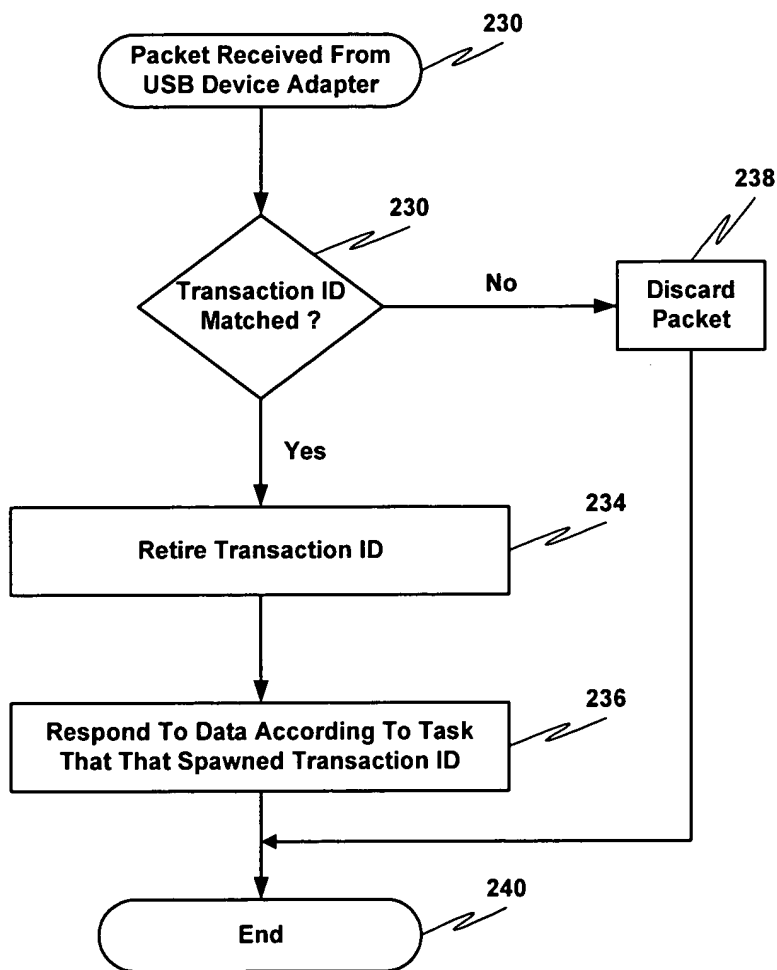 230
Packet Received From
USB Device Adapter
230
238
Transaction ID
Matched ?
No
Discard
Packet
Yes
234
Retire Transaction ID
236
Respond To Data According To Task
That That Spawned Transaction ID
240
End